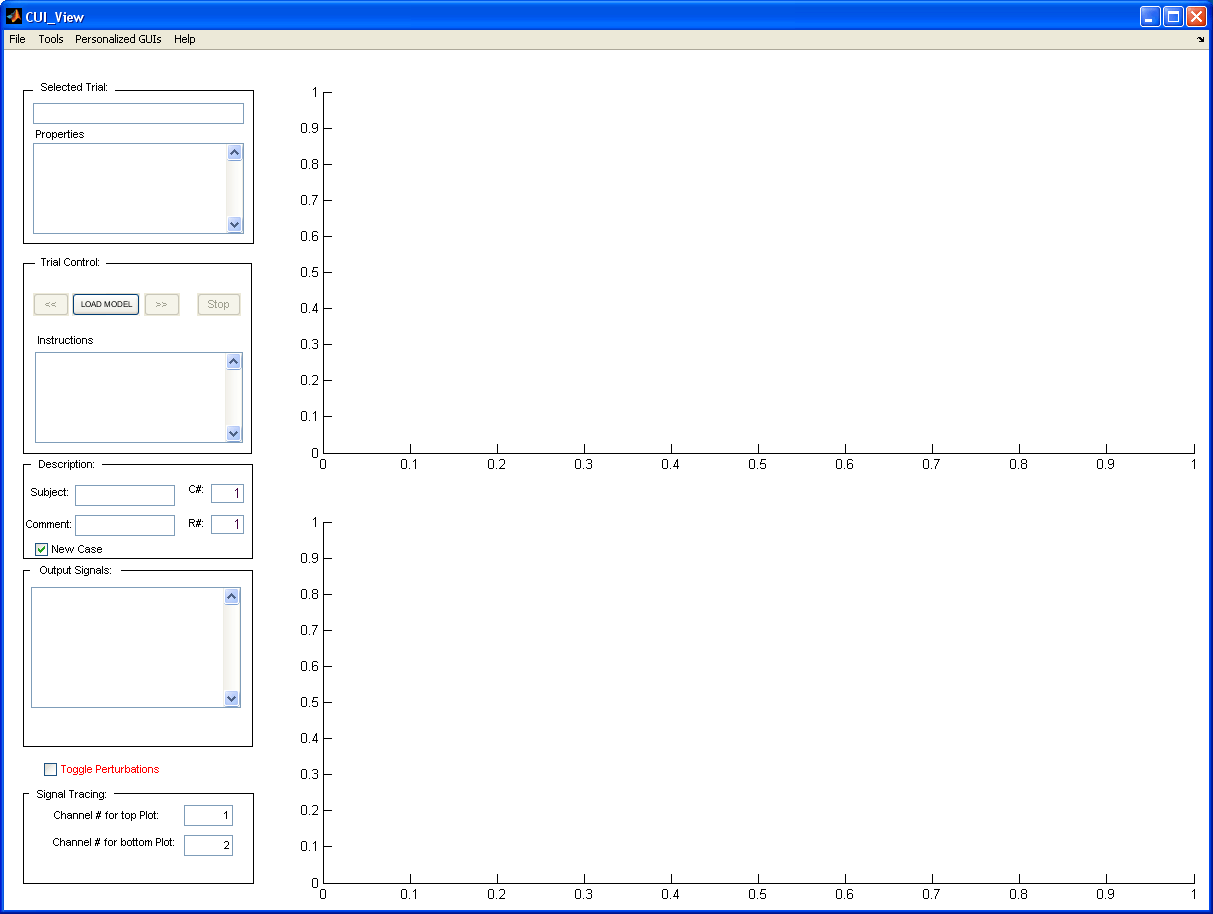 CUI_View
File Tools Personalized GUIs Help
Selected Trial:
Properties
Trial Control:
<< LOAD MODEL >> Stop
Instructions
Description:
Subject: C#: 1
Comment: R#: 1
New Case
Output Signals:
Toggle Perturbations
Signal Tracing:
Channel # for top Plot: 1
Channel # for bottom Plot: 2
1
0.9
0.8
0.7
0.6
0.5
0.4
0.3
0.2
0.1
0
0 0.1 0.2 0.3 0.4 0.5 0.6 0.7 0.8 0.9 1
1
0.9
0.8
0.7
0.6
0.5
0.4
0.3
0.2
0.1
0
0 0.1 0.2 0.3 0.4 0.5 0.6 0.7 0.8 0.9 1